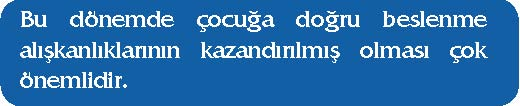 Bu dönemde çocuğa doğru beslenme
alışkanlıklarının kazandırılmış olması çok
önemlidir.